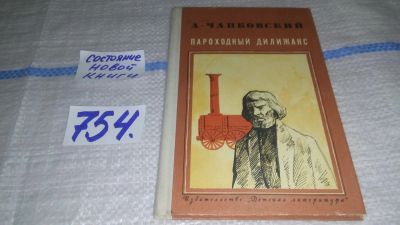 Состояние
новой
книги
754.
А · ЧАПКОВСКИЙ
ПАРОХОДНЫЙ ДИЛИЖАНС
Издательство „Детская литература"